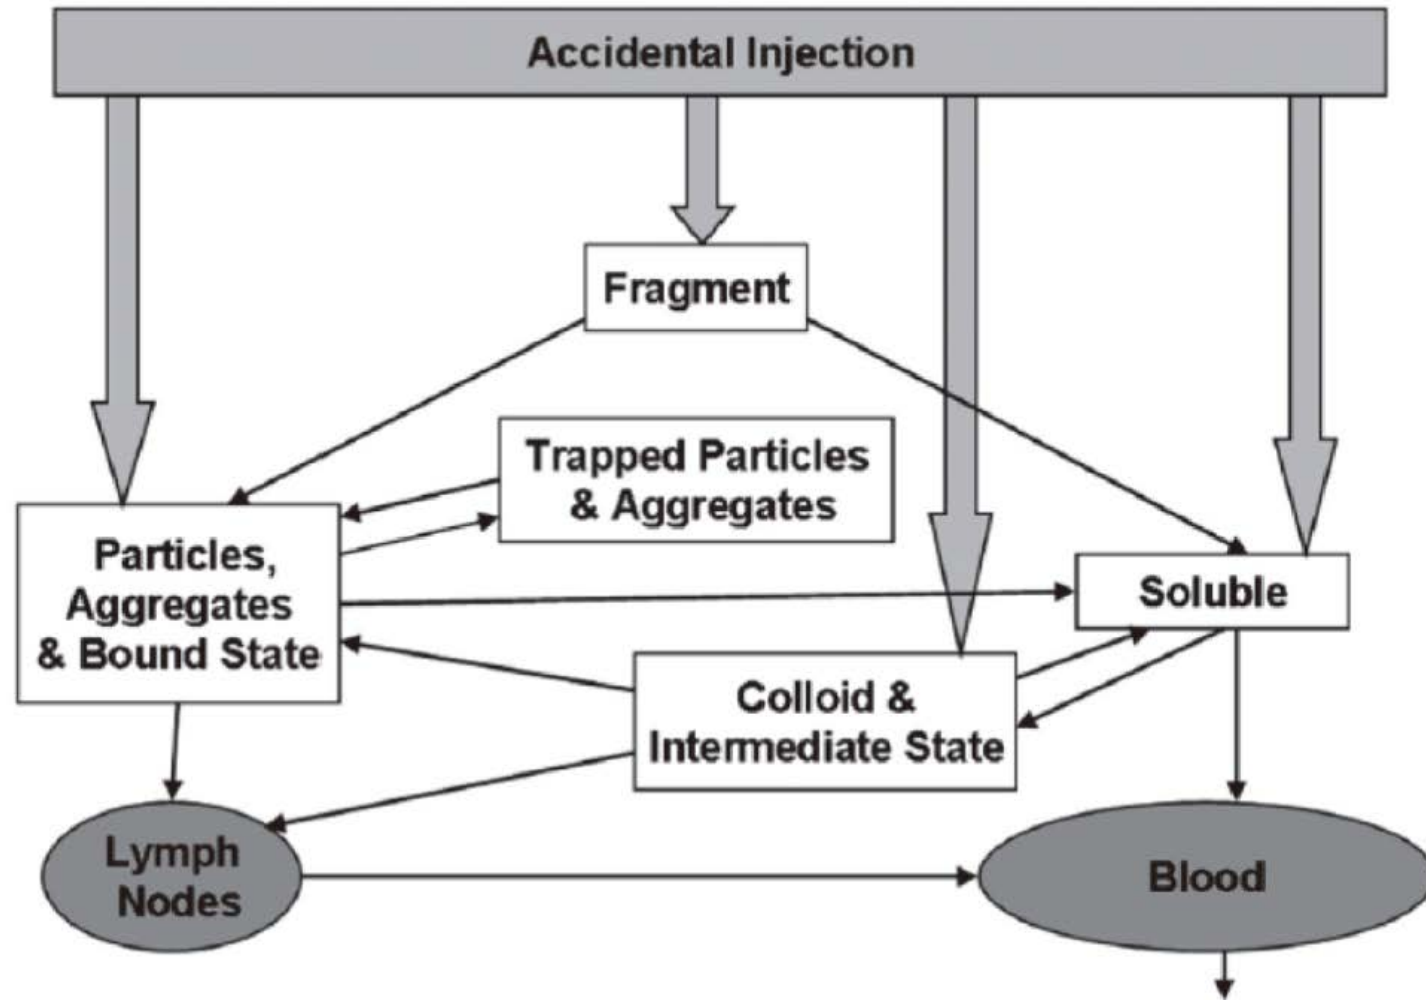 Accidental Injection
Fragment
Trapped Particles
& Aggregates
Particles,
Aggregates
& Bound State
Soluble
Colloid &
Intermediate State
Lymph
Nodes
Blood